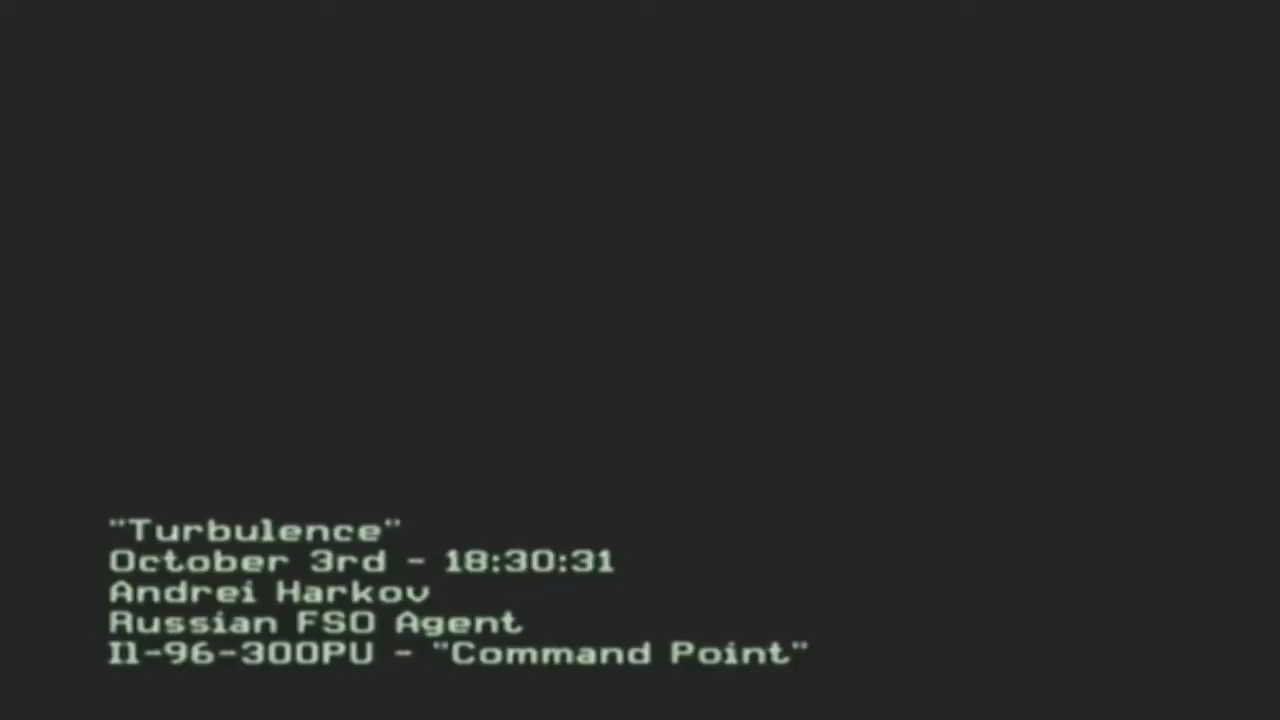 "Turbulence"
October 3rd - 18:30:31
Andrei Harkov
Russian FSO Agent
Il-96-300PU - "Command Point"